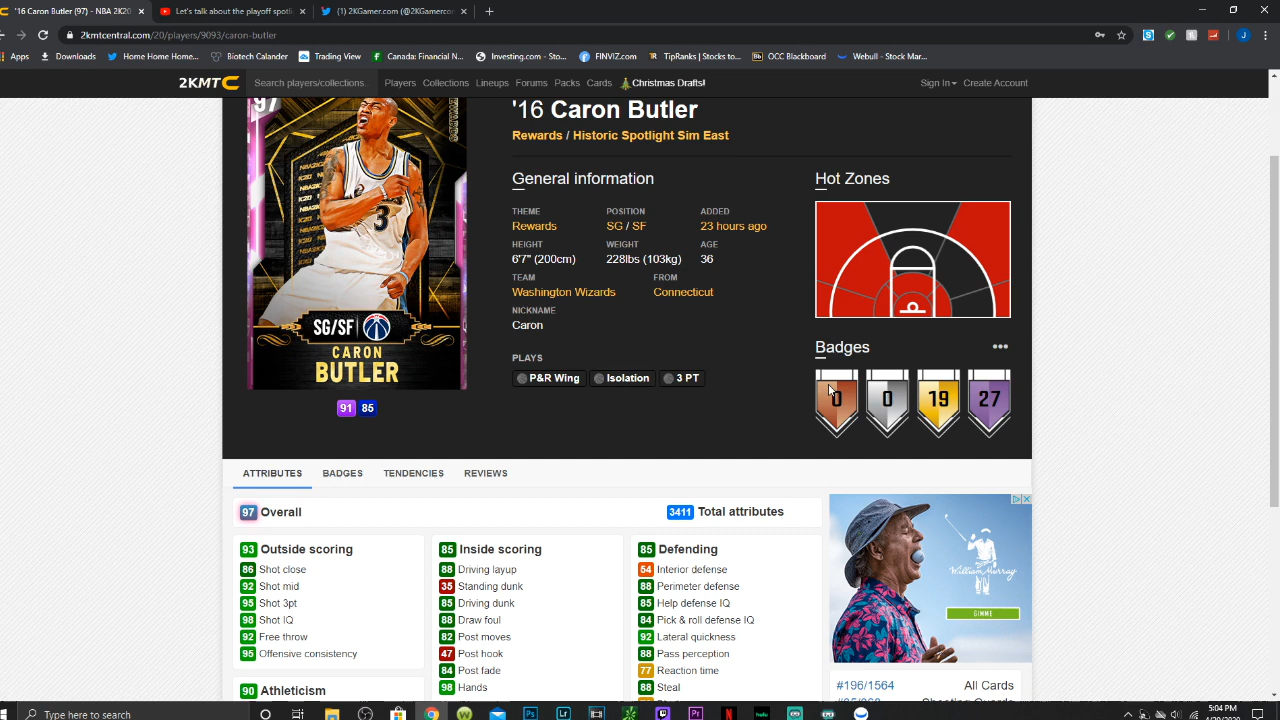 '16 Caron Butler (97) - NBA 2K20
Let's talk about the playoff spotli
(1) 2KGamer.com (@2KGamercor
2kmtcentral.com/20/players/9093/caron-butler
Apps
Downloads
Home Home Home...
Biotech Calander
Trading View
Canada: Financial N...
Investing.com - Sto...
FINVIZ.com
TipRanks | Stocks to...
OCC Blackboard
Webull - Stock Mar...
2KMT
Search players/collections..
Players
Collections
Lineups
Forums
Packs
Cards
Christmas Drafts!
Sign In
Create Account
97
3
SG/SF
CARON
BUTLER
91 85
'16 Caron Butler
Rewards / Historic Spotlight Sim East
General information
THEME
Rewards
POSITION
SG / SF
ADDED
23 hours ago
HEIGHT
6'7" (200cm)
WEIGHT
228lbs (103kg)
AGE
36
TEAM
Washington Wizards
FROM
Connecticut
NICKNAME
Caron
PLAYS
P&R Wing
Isolation
3 PT
Hot Zones
Badges
0 0 19 27
ATTRIBUTES
BADGES
TENDENCIES
REVIEWS
97 Overall
3411 Total attributes
93 Outside scoring
86 Shot close
92 Shot mid
95 Shot 3pt
98 Shot IQ
92 Free throw
95 Offensive consistency
90 Athleticism
85 Inside scoring
88 Driving layup
35 Standing dunk
85 Driving dunk
88 Draw foul
82 Post moves
47 Post hook
84 Post fade
98 Hands
85 Defending
54 Interior defense
88 Perimeter defense
85 Help defense IQ
84 Pick & roll defense IQ
92 Lateral quickness
88 Pass perception
77 Reaction time
88 Steal
William Murray
GIMME
#196/1564 All Cards
Type here to search
5:04 PM